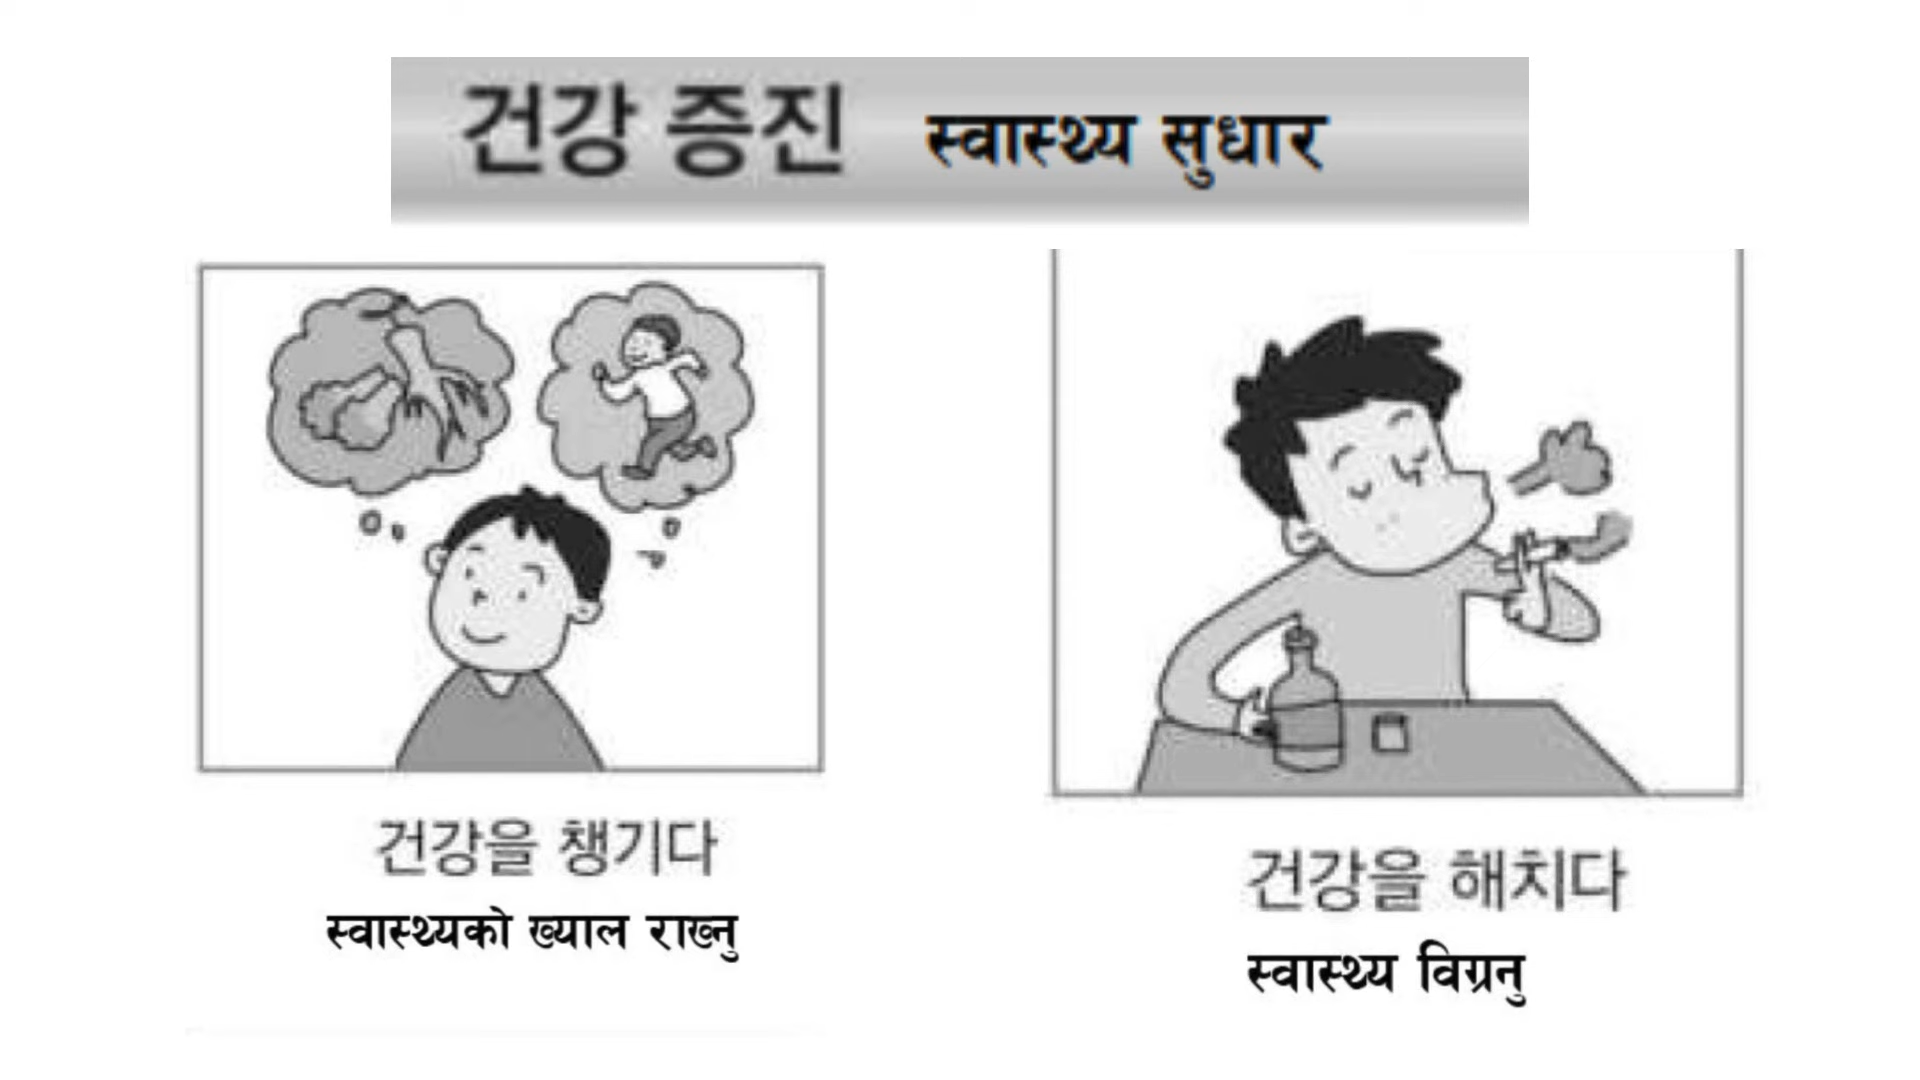 건강 증진 स्वास्थ्य सुधार
건강을 챙기다
स्वास्थ्यको ख्याल राख्नु
건강을 해치다
स्वास्थ्य विग्रनु